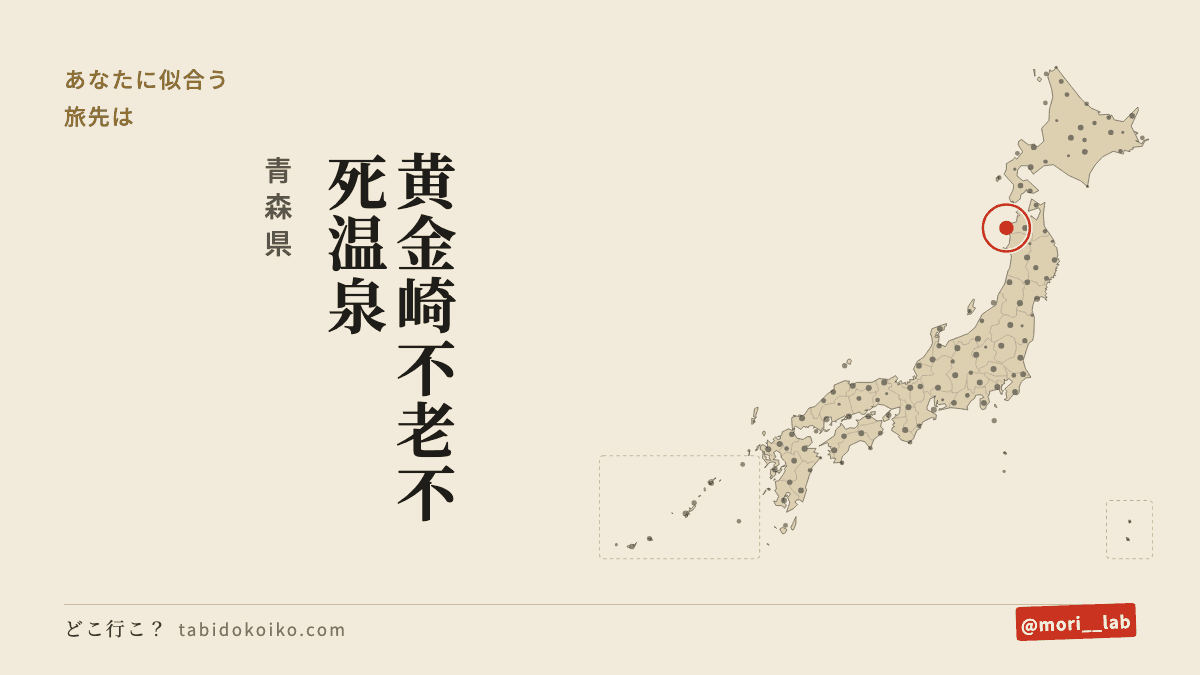 あなたに似合う
旅先は
黄金崎不老不
死温泉
青森県
どこ行こ？ tabidokoiko.com
@mori__lab